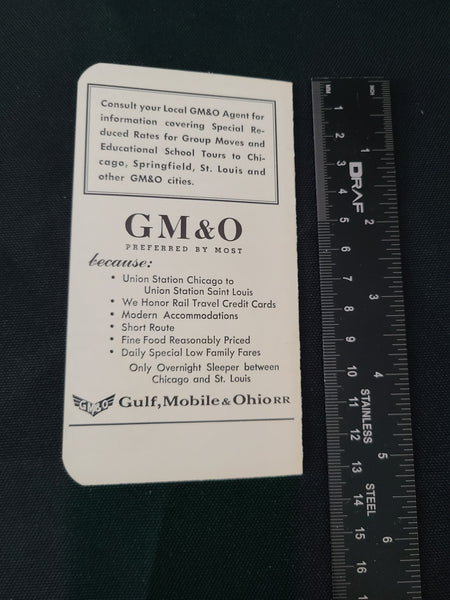 Consult your Local GM&O Agent for
information covering Special Re-
duced Rates for Group Moves and
Educational School Tours to Chi-
cago, Springfield, St. Louis and
other GM&O cities.
GM&O
PREFERRED BY MOST
because:
• Union Station Chicago to
Union Station Saint Louis
• We Honor Rail Travel Credit Cards
• Modern Accommodations
• Short Route
• Fine Food Reasonably Priced
• Daily Special Low Family Fares
Only Overnight Sleeper between
Chicago and St. Louis
GM&O Gulf, Mobile & Ohio RR
MM
INCH
1 2 3 4 5 6 7 8 9 10 11 12 13 14 15 1
1 2 3 4 5 6
DRAF
STAINLESS
STEEL